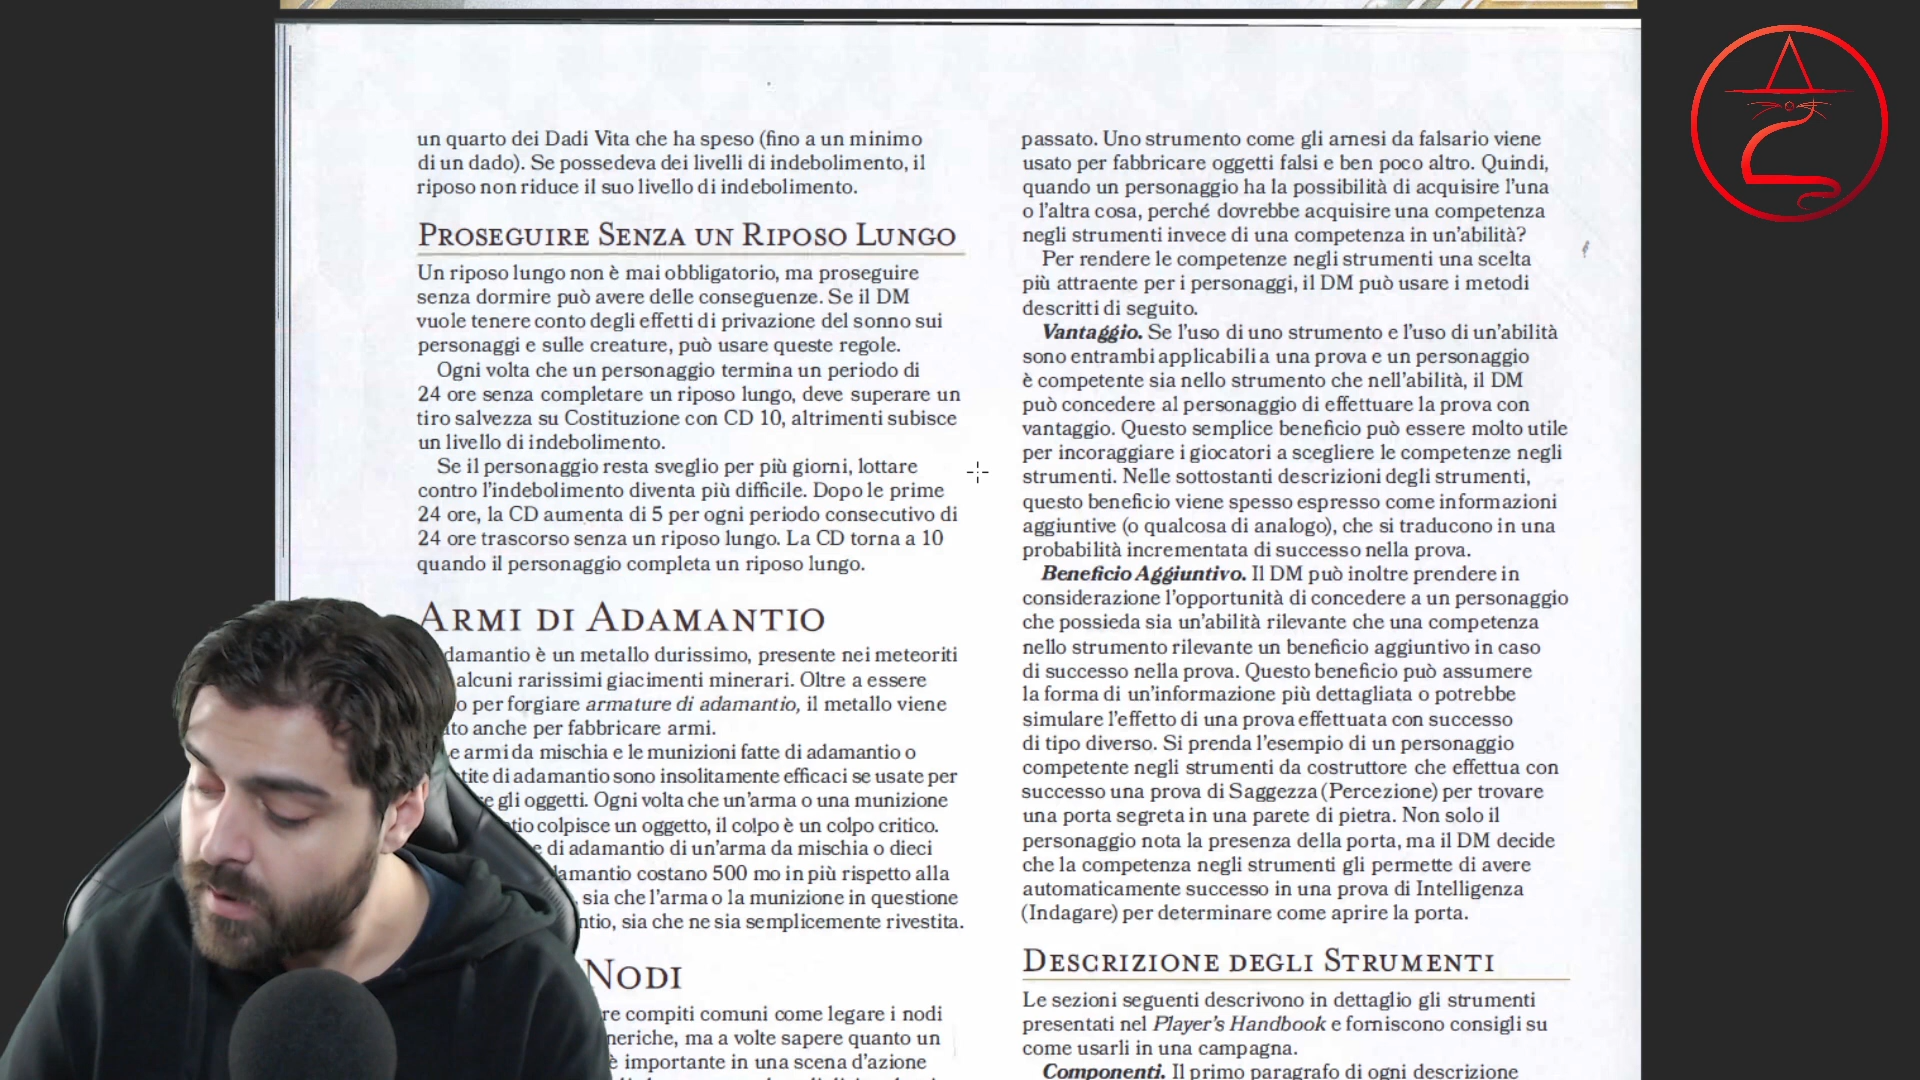 un quarto dei Dadi Vita che ha speso (fino a un minimo
di un dado). Se possedeva dei livelli di indebolimento, il
riposo non riduce il suo livello di indebolimento.
Proseguire Senza un Riposo Lungo
Un riposo lungo non è mai obbligatorio, ma proseguire
senza dormire può avere delle conseguenze. Se il DM
vuole tenere conto degli effetti di privazione del sonno sui
personaggi e sulle creature, può usare queste regole.
Ogni volta che un personaggio termina un periodo di
24 ore senza completare un riposo lungo, deve superare un
tiro salvezza su Costituzione con CD 10, altrimenti subisce
un livello di indebolimento.
Se il personaggio resta sveglio per più giorni, lottare
contro l'indebolimento diventa più difficile. Dopo le prime
24 ore, la CD aumenta di 5 per ogni periodo consecutivo di
24 ore trascorso senza un riposo lungo. La CD torna a 10
quando il personaggio completa un riposo lungo.
Armi di Adamantio
è un metallo durissimo, presente nei meteoriti
alcuni rarissimi giacimenti minerari. Oltre a essere
per forgiare armature di adamantio, il metallo viene
anche per fabbricare armi.
armi da mischia e le munizioni fatte di adamantio o
di adamantio sono insolitamente efficaci se usate per
gli oggetti. Ogni volta che un'arma o una munizione
colpisce un oggetto, il colpo è un colpo critico.
di adamantio di un'arma da mischia o dieci
costano 500 mo in più rispetto alla
sia che l'arma o la munizione in questione
sia che ne sia semplicemente rivestita.
Nodi
compiti comuni come legare i nodi
ma a volte sapere quanto un
è importante in una scena d'azione
passato. Uno strumento come gli arnesi da falsario viene
usato per fabbricare oggetti falsi e ben poco altro. Quindi,
quando un personaggio ha la possibilità di acquisire l'una
o l'altra cosa, perché dovrebbe acquisire una competenza
negli strumenti invece di una competenza in un'abilità?
Per rendere le competenze negli strumenti una scelta
più attraente per i personaggi, il DM può usare i metodi
descritti di seguito.
Vantaggio. Se l'uso di uno strumento e l'uso di un'abilità
sono entrambi applicabili a una prova e un personaggio
è competente sia nello strumento che nell'abilità, il DM
può concedere al personaggio di effettuare la prova con
vantaggio. Questo semplice beneficio può essere molto utile
per incoraggiare i giocatori a scegliere le competenze negli
strumenti. Nelle sottostanti descrizioni degli strumenti,
questo beneficio viene spesso espresso come informazioni
aggiuntive (o qualcosa di analogo), che si traducono in una
probabilità incrementata di successo nella prova.
Beneficio Aggiuntivo. Il DM può inoltre prendere in
considerazione l'opportunità di concedere a un personaggio
che possieda sia un'abilità rilevante che una competenza
nello strumento rilevante un beneficio aggiuntivo in caso
di successo nella prova. Questo beneficio può assumere
la forma di un'informazione più dettagliata o potrebbe
simulare l'effetto di una prova effettuata con successo
di tipo diverso. Si prenda l'esempio di un personaggio
competente negli strumenti da costruttore che effettua con
successo una prova di Saggezza (Percezione) per trovare
una porta segreta in una parete di pietra. Non solo il
personaggio nota la presenza della porta, ma il DM decide
che la competenza negli strumenti gli permette di avere
automaticamente successo in una prova di Intelligenza
(Indagare) per determinare come aprire la porta.
Descrizione degli Strumenti
Le sezioni seguenti descrivono in dettaglio gli strumenti
presentati nel Player's Handbook e forniscono consigli su
come usarli in una campagna.
Componenti. Il primo paragrafo di ogni descrizione